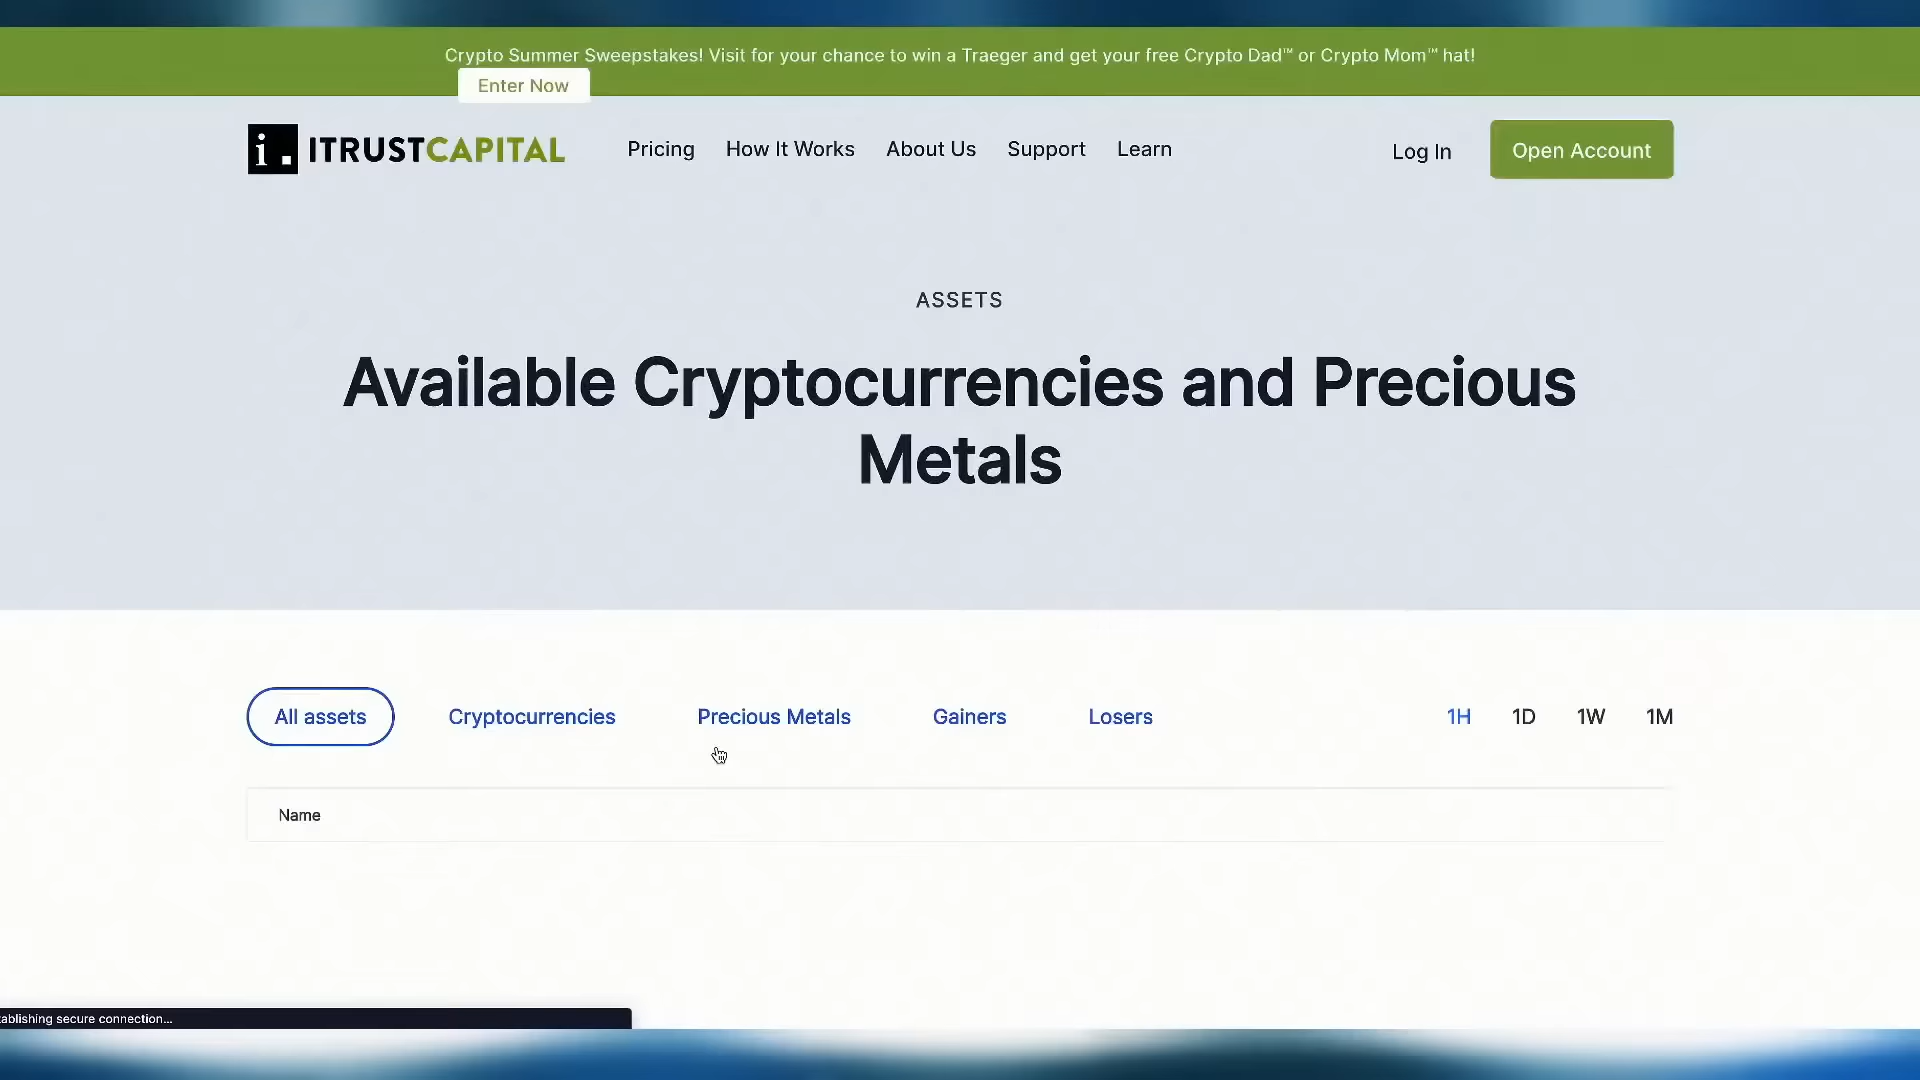 Crypto Summer Sweepstakes! Visit for your chance to win a Traeger and get your free Crypto Dad™ or Crypto Mom™ hat!
Enter Now
i. ITRUSTCAPITAL
Pricing How It Works About Us Support Learn
Log In
Open Account
ASSETS
Available Cryptocurrencies and Precious
Metals
All assets Cryptocurrencies Precious Metals Gainers Losers 1H 1D 1W 1M
Name
ablishing secure connection...